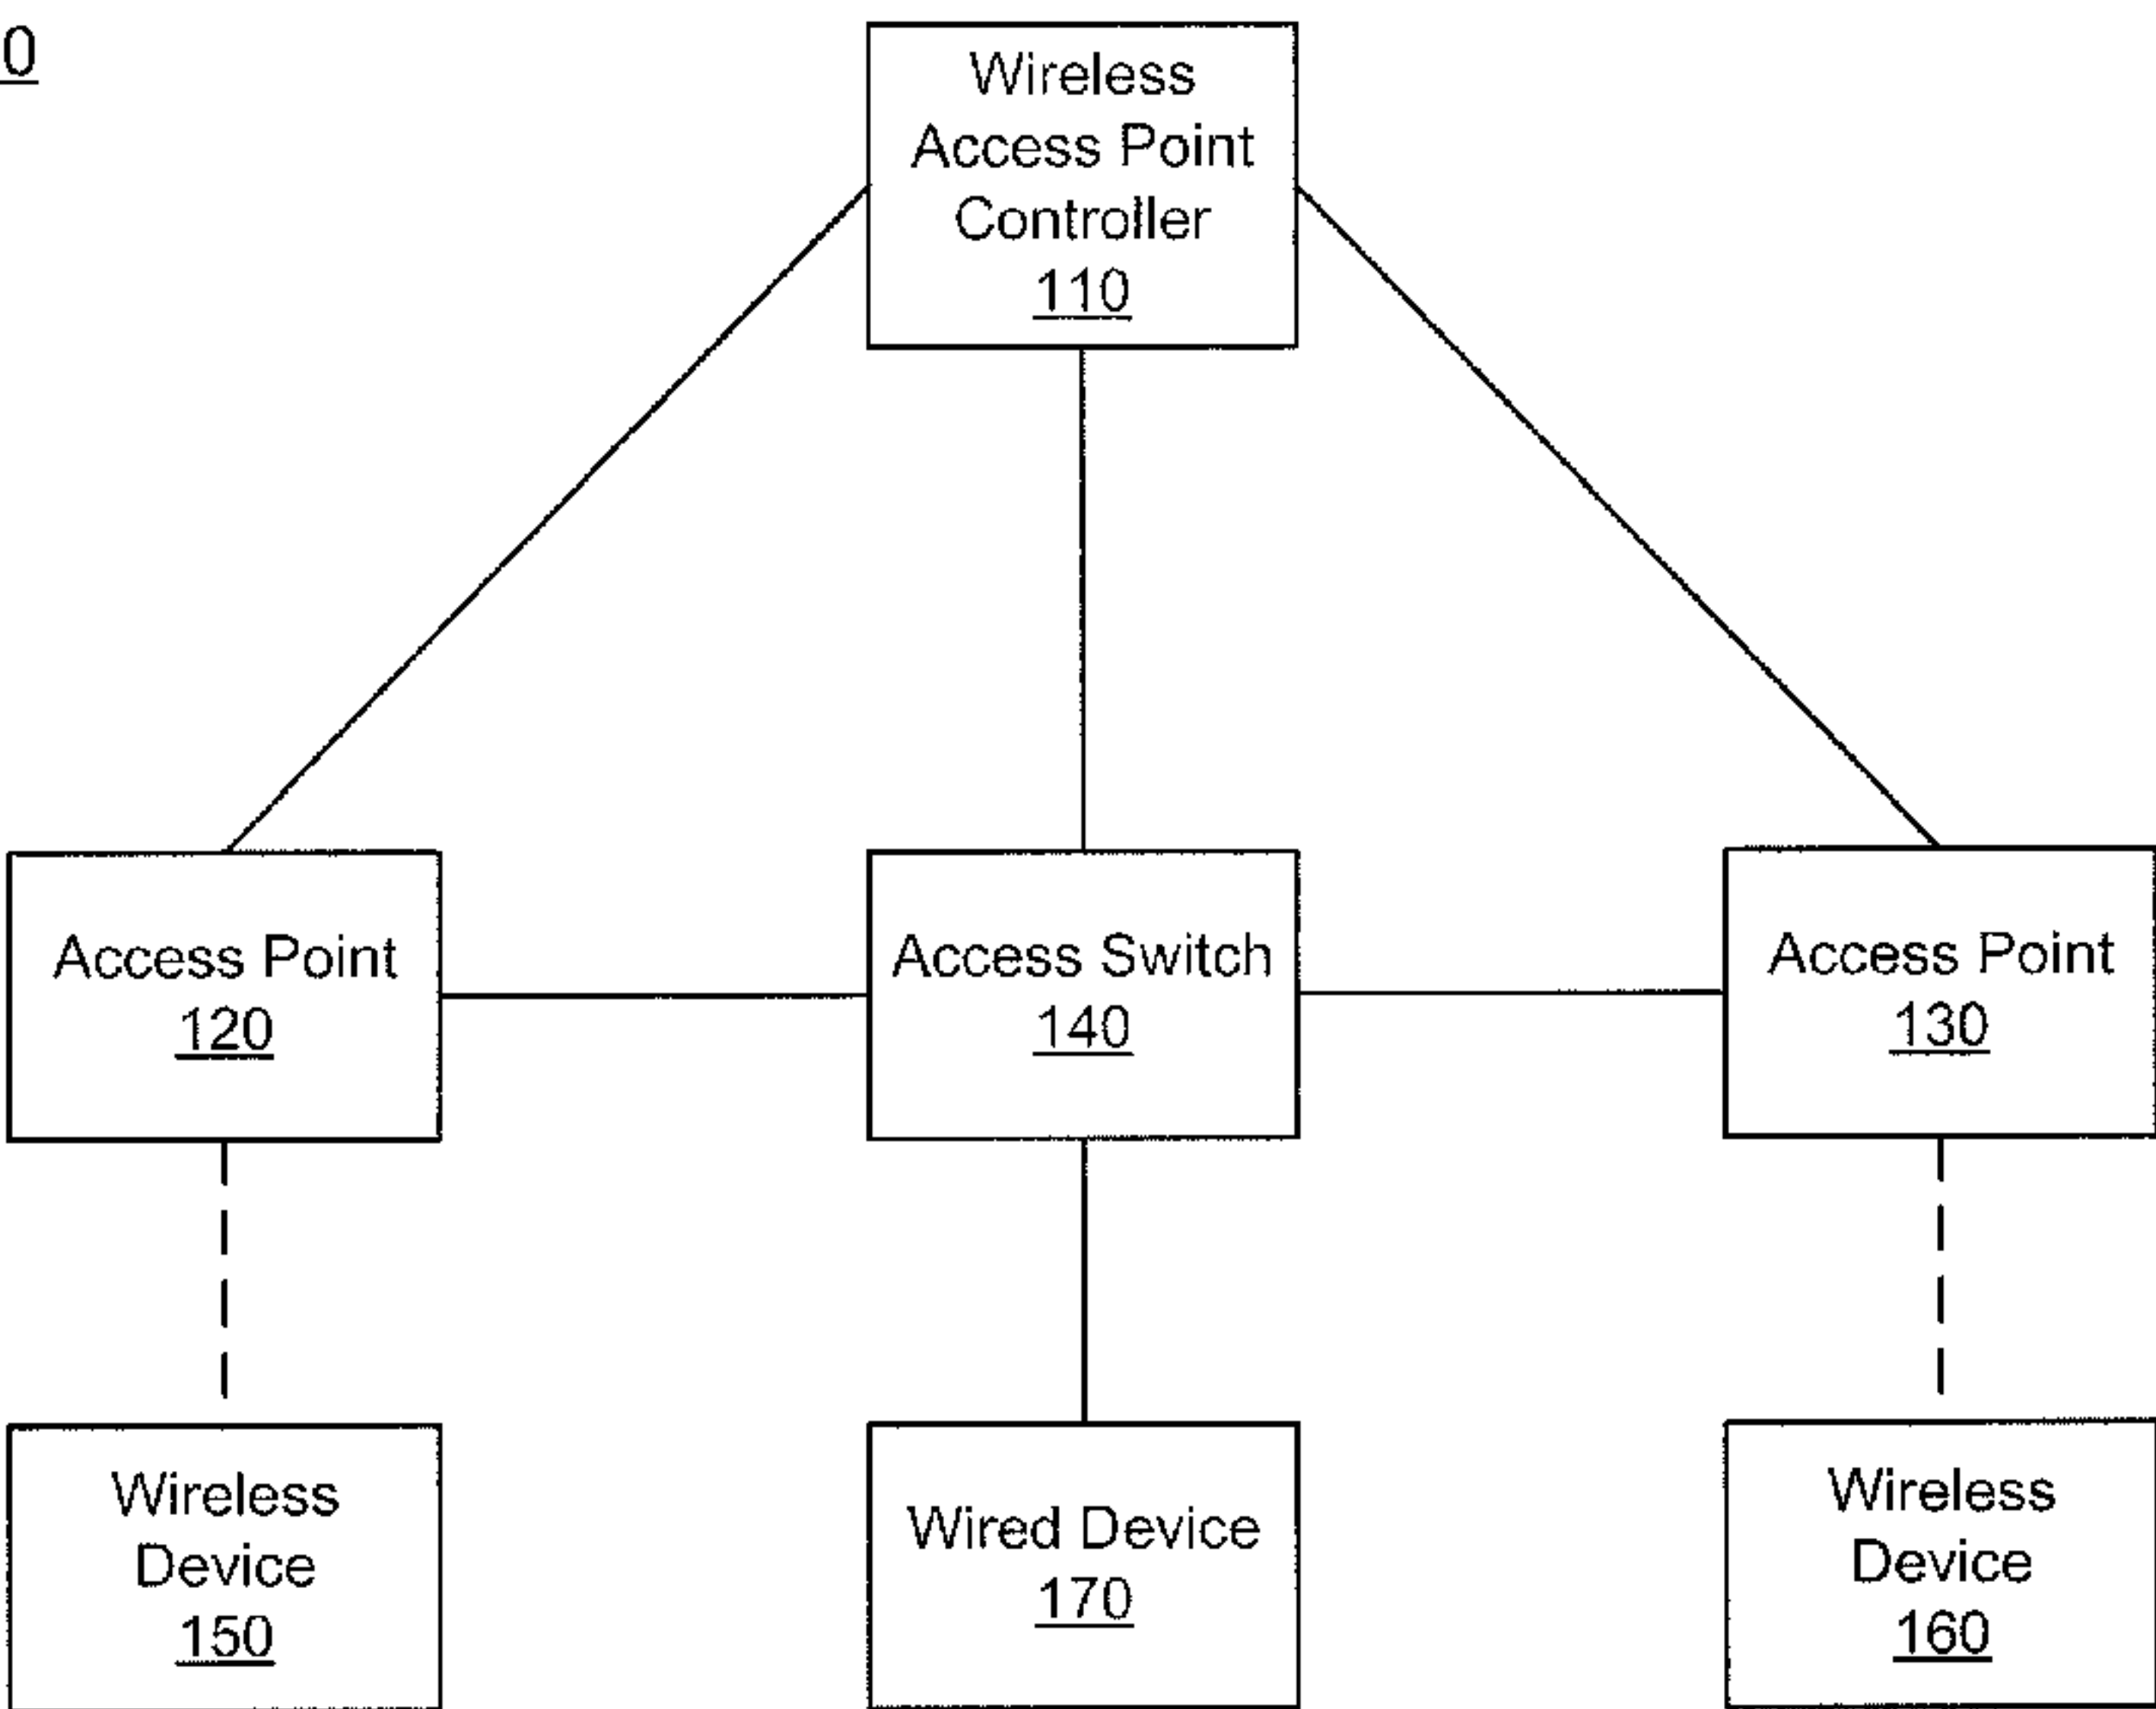 0
Wireless
Access Point
Controller
110
Access Point
120
Access Switch
140
Access Point
130
Wireless
Device
150
Wired Device
170
Wireless
Device
160